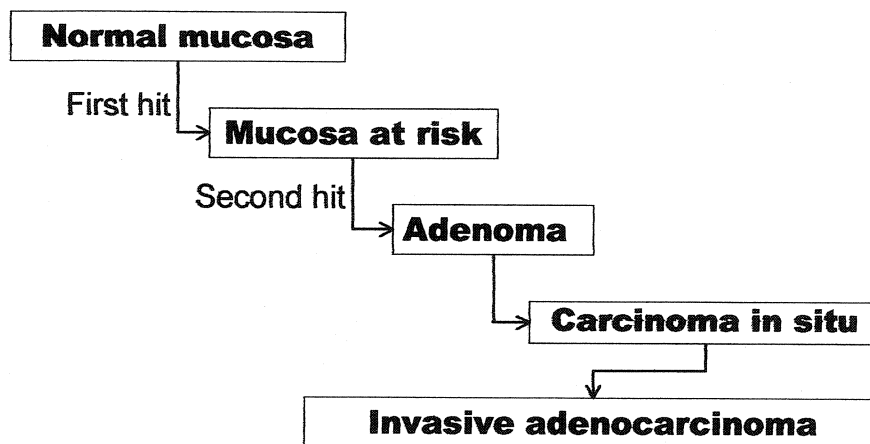 Normal mucosa
First hit
Mucosa at risk
Second hit
Adenoma
Carcinoma in situ
Invasive adenocarcinoma